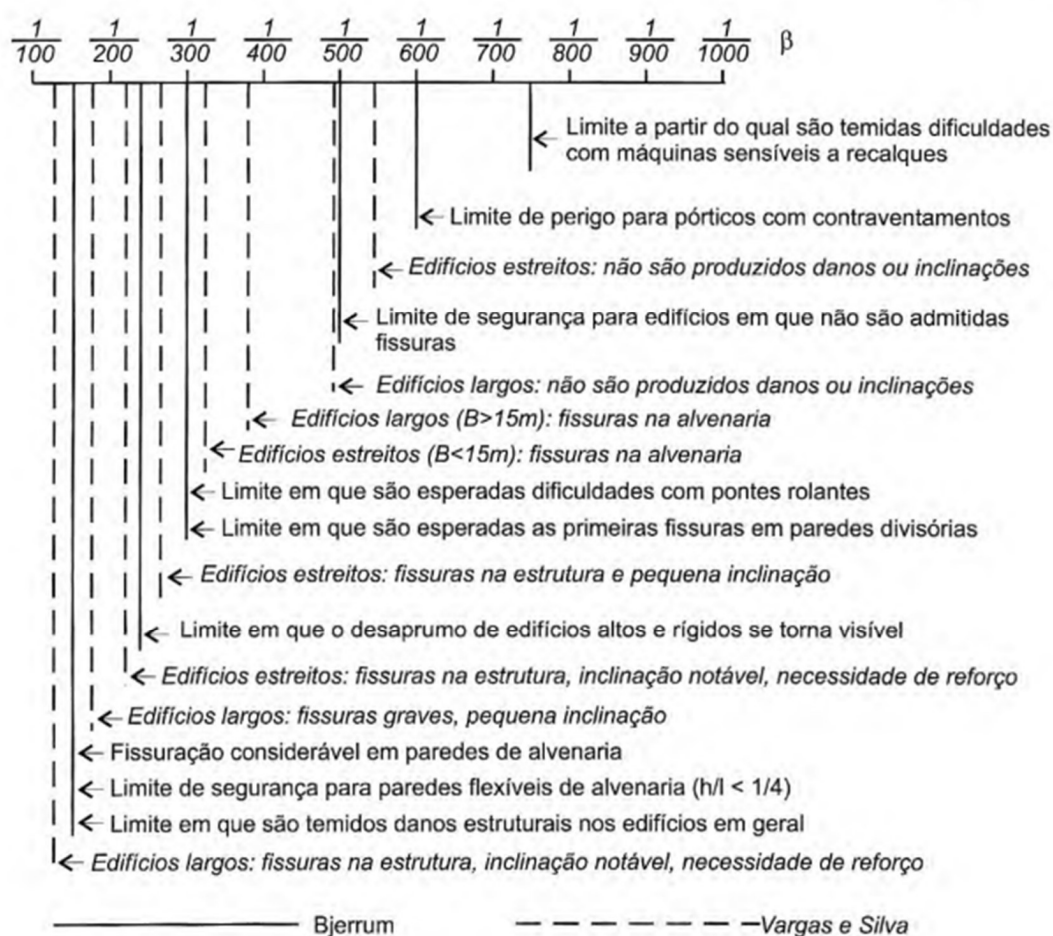 1/100 1/200 1/300 1/400 1/500 1/600 1/700 1/800 1/900 1/1000 β
Limite a partir do qual são temidas dificuldades
com máquinas sensíveis a recalques
Limite de perigo para pórticos com contraventamentos
Edifícios estreitos: não são produzidos danos ou inclinações
Limite de segurança para edifícios em que não são admitidas
fissuras
Edifícios largos: não são produzidos danos ou inclinações
Edifícios largos (B>15m): fissuras na alvenaria
Edifícios estreitos (B<15m): fissuras na alvenaria
Limite em que são esperadas dificuldades com pontes rolantes
Limite em que são esperadas as primeiras fissuras em paredes divisórias
Edifícios estreitos: fissuras na estrutura e pequena inclinação
Limite em que o desaprumo de edifícios altos e rígidos se torna visível
Edifícios estreitos: fissuras na estrutura, inclinação notável, necessidade de reforço
Edifícios largos: fissuras graves, pequena inclinação
Fissuração considerável em paredes de alvenaria
Limite de segurança para paredes flexíveis de alvenaria (h/l < 1/4)
Limite em que são temidos danos estruturais nos edifícios em geral
Edifícios largos: fissuras na estrutura, inclinação notável, necessidade de reforço
Bjerrum Vargas e Silva